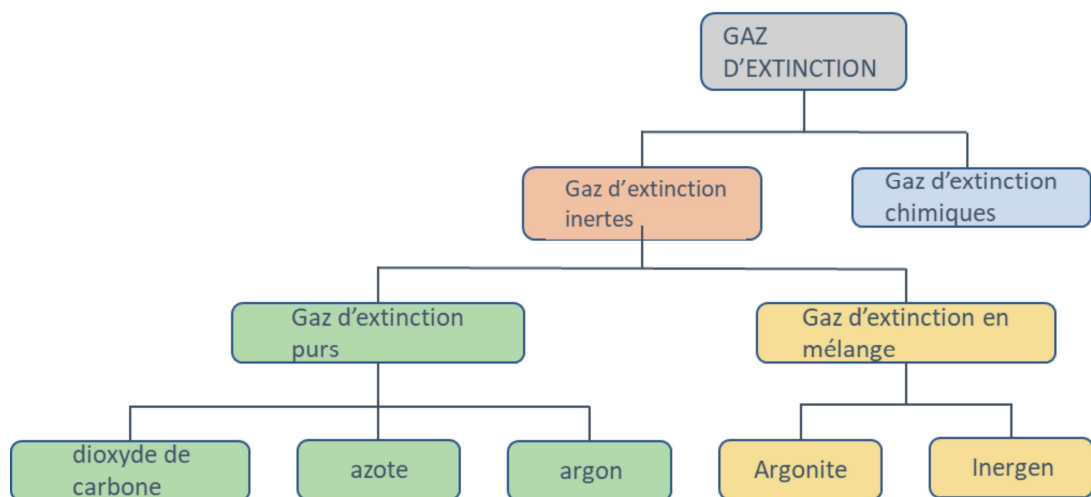 GAZ
D’EXTINCTION
Gaz d’extinction
inertes
Gaz d’extinction
chimiques
Gaz d’extinction
purs
Gaz d’extinction en
mélange
dioxyde de
carbone
azote
argon
Argonite
Inergen